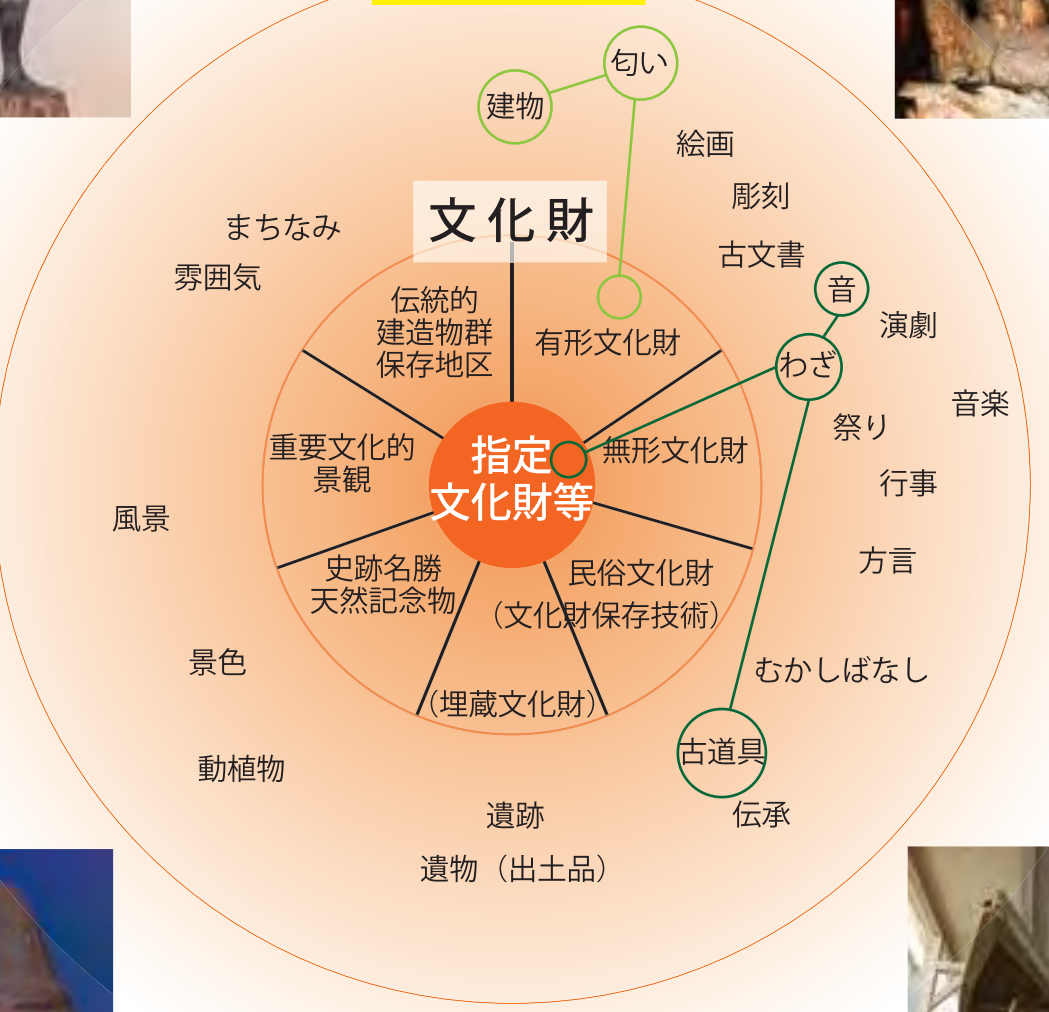 匂い
建物
絵画
彫刻
文化財
まちなみ
古文書
雰囲気
音
伝統的
建造物群
保存地区
有形文化財
演劇
わざ
音楽
祭り
重要文化的
景観
指定
文化財等
無形文化財
行事
風景
方言
史跡名勝
天然記念物
民俗文化財
（文化財保存技術）
景色
むかしばなし
（埋蔵文化財）
古道具
動植物
遺跡
伝承
遺物（出土品）